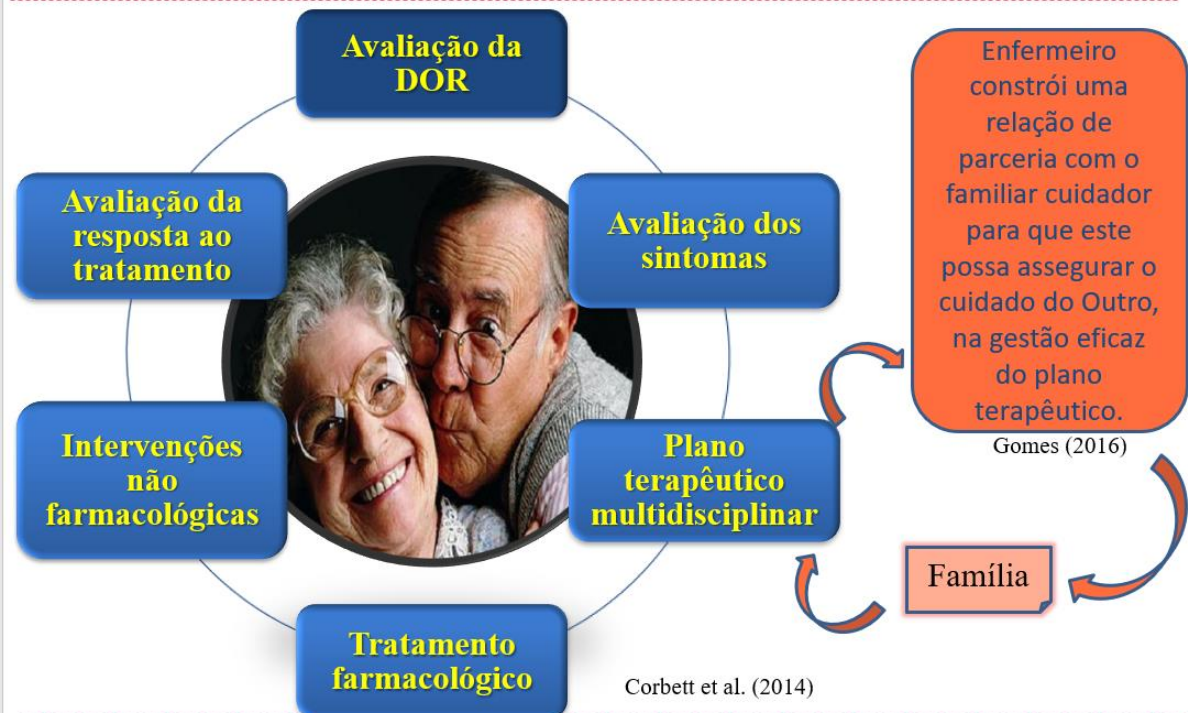 Avaliação da
DOR
Avaliação dos
sintomas
Plano
terapêutico
multidisciplinar
Tratamento
farmacológico
Intervenções
não
farmacológicas
Avaliação da
resposta ao
tratamento
Enfermeiro
constrói uma
relação de
parceria com o
familiar cuidador
para que este
possa assegurar o
cuidado do Outro,
na gestão eficaz
do plano
terapêutico.
Gomes (2016)
Família
Corbett et al. (2014)